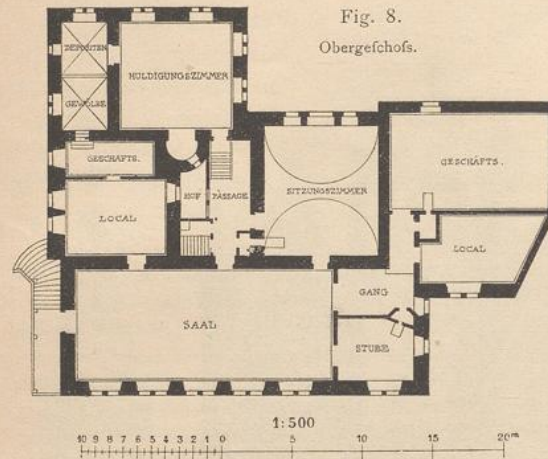 Fig. 8.
Obergeſchoſs.
DEPOSITEN
GEWÖLBE
HULDIGUNGSZIMMER
GESCHÄFTS.
LOCAL
HOF
PASSAGE
SITZUNGSZIMMER
GESCHÄFTS.
LOCAL
SAAL
GANG
STUBE
1:500
10 9 8 7 6 5 4 3 2 1 0 5 10 15 20m